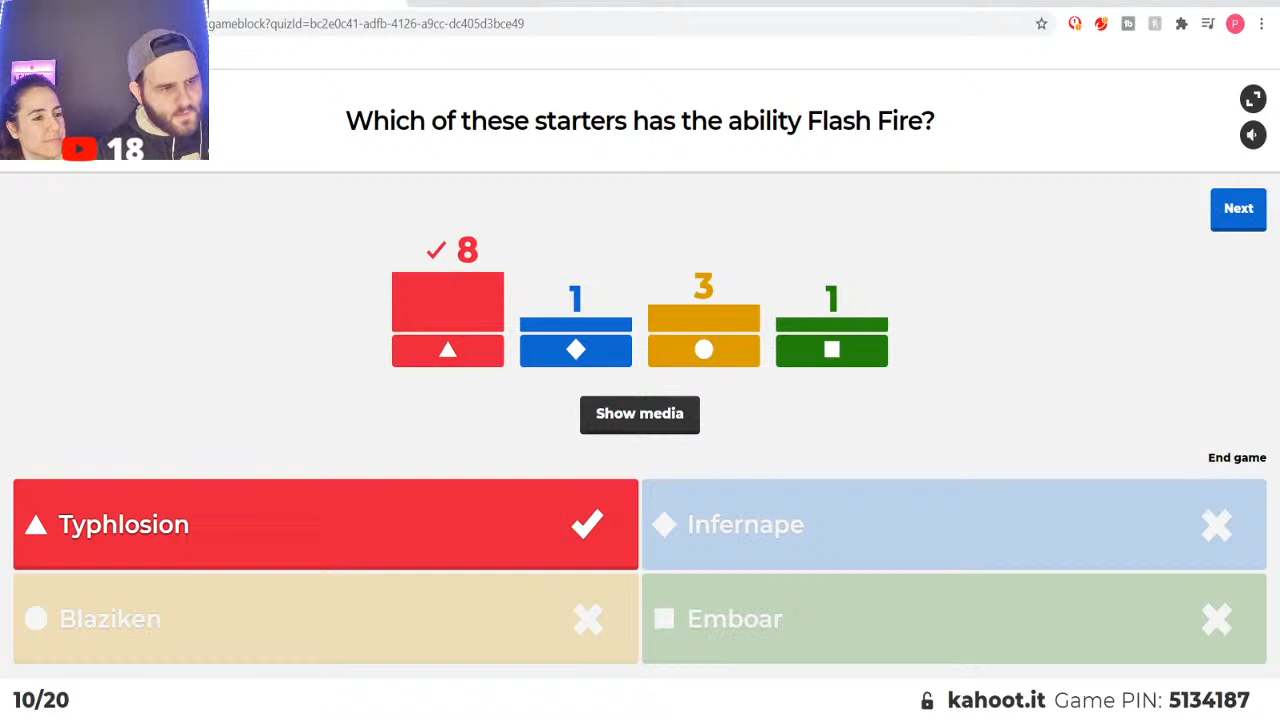 gameblock?quizId=bc2e0c41-adfb-4126-a9cc-dc405d3bce49
P
18
Which of these starters has the ability Flash Fire?
Next
8
1
3
1
Show media
End game
Typhlosion
Infernape
Blaziken
Emboar
10/20
kahoot.it Game PIN: 5134187